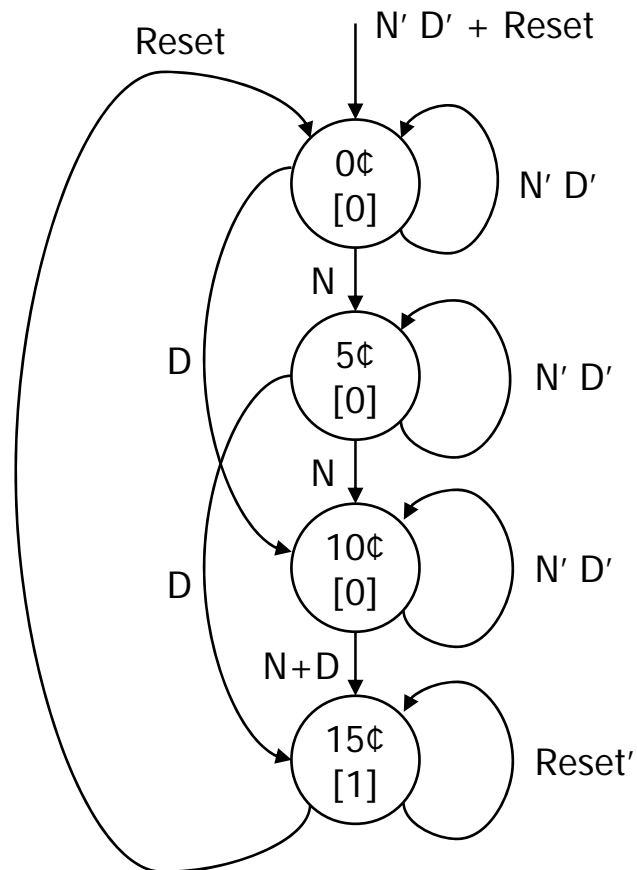 Reset
N′ D′ + Reset
0¢
[0]
N′ D′
N
D
5¢
[0]
N′ D′
N
D
10¢
[0]
N′ D′
N+D
15¢
[1]
Reset′